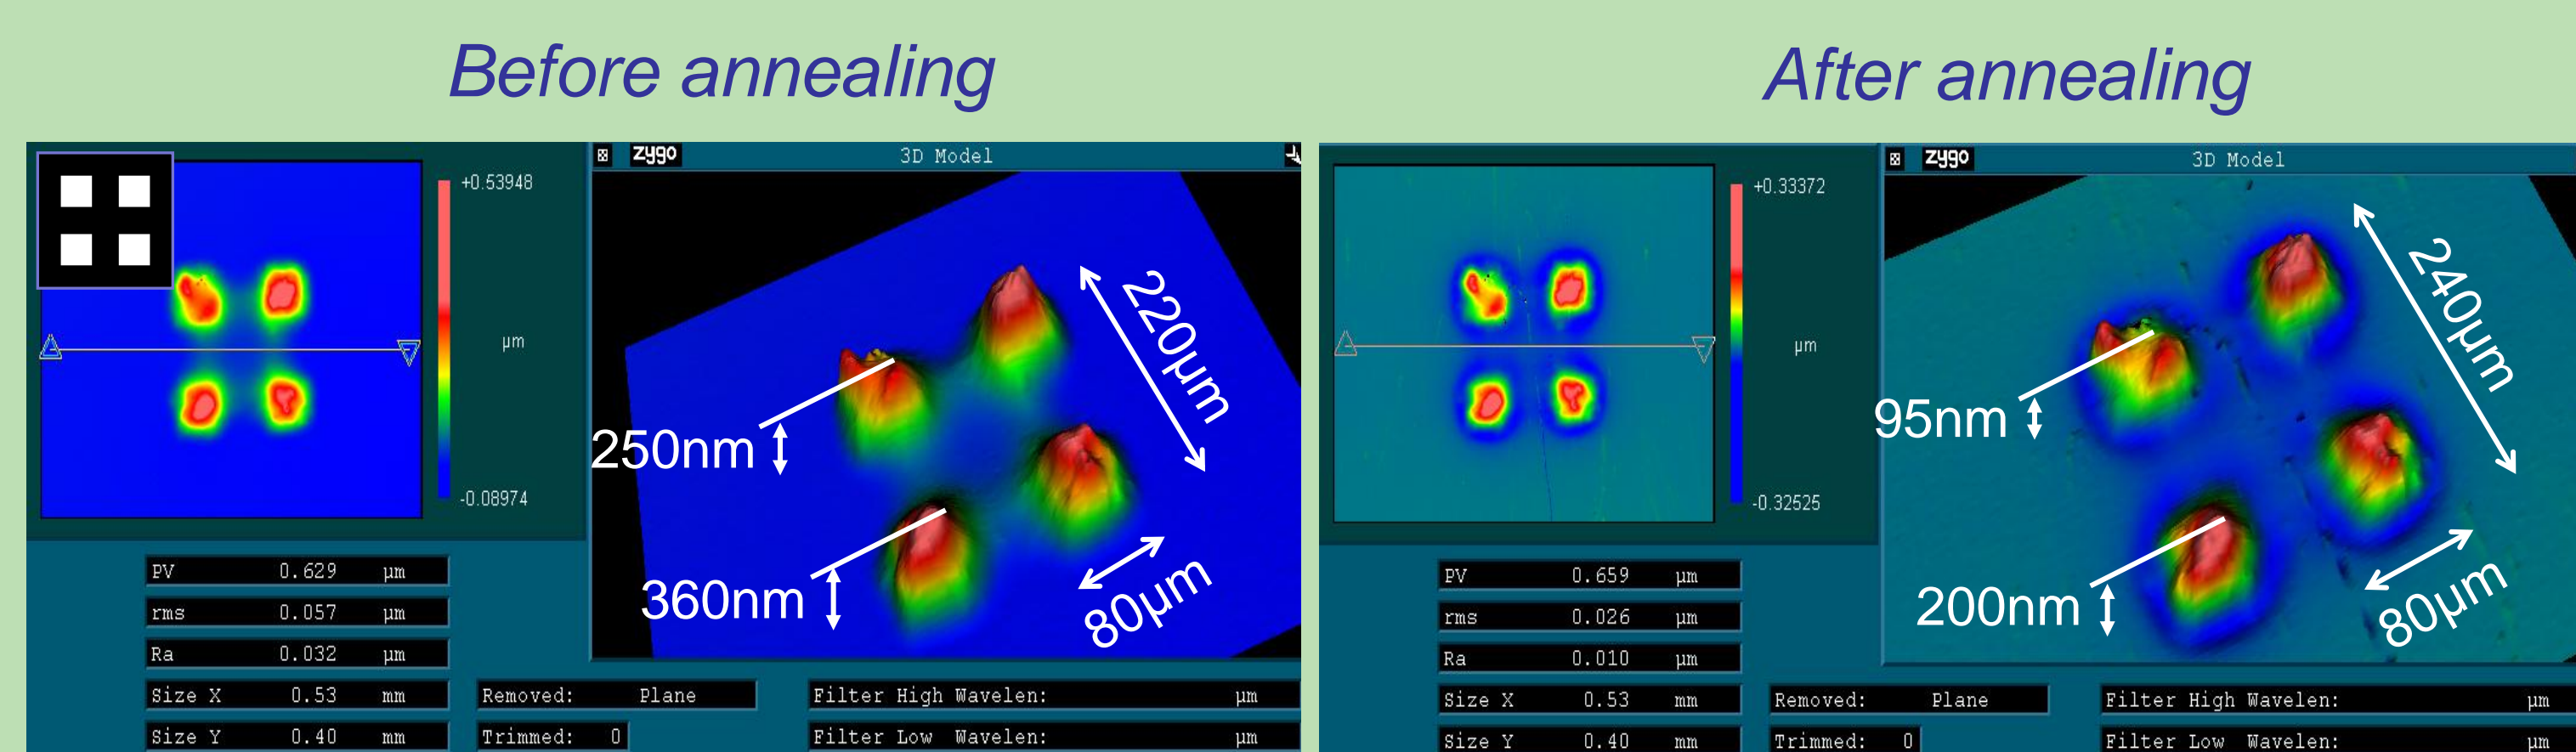 Before annealing
After annealing
zygo
3D Model
+0.53948
µm
-0.08974
220µm
250nm
360nm
80µm
PV 0.629 µm
rms 0.057 µm
Ra 0.032 µm
Size X 0.53 mm
Size Y 0.40 mm
Removed: Plane
Trimmed: 0
Filter High Wavelen: µm
Filter Low Wavelen: µm
zygo
3D Model
+0.33372
µm
-0.32525
240µm
95nm
200nm
80µm
PV 0.659 µm
rms 0.026 µm
Ra 0.010 µm
Size X 0.53 mm
Size Y 0.40 mm
Removed: Plane
Trimmed: 0
Filter High Wavelen: µm
Filter Low Wavelen: µm